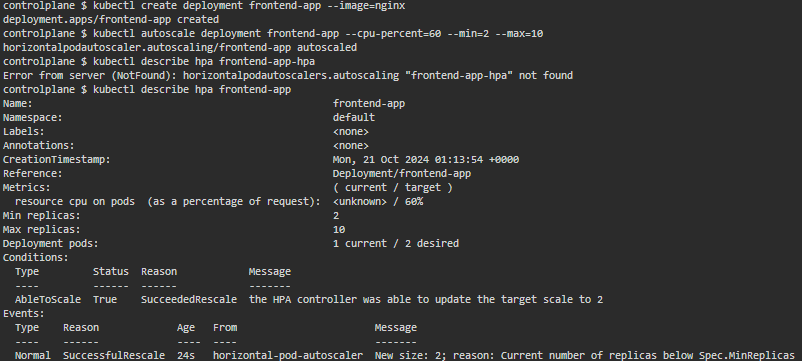 controlplane $ kubectl create deployment frontend-app --image=nginx
deployment.apps/frontend-app created
controlplane $ kubectl autoscale deployment frontend-app --cpu-percent=60 --min=2 --max=10
horizontalpodautoscaler.autoscaling/frontend-app autoscaled
controlplane $ kubectl describe hpa frontend-app-hpa
Error from server (NotFound): horizontalpodautoscalers.autoscaling "frontend-app-hpa" not found
controlplane $ kubectl describe hpa frontend-app
Name:                                                  frontend-app
Namespace:                                             default
Labels:                                                <none>
Annotations:                                           <none>
CreationTimestamp:                                     Mon, 21 Oct 2024 01:13:54 +0000
Reference:                                             Deployment/frontend-app
Metrics:                                               ( current / target )
  resource cpu on pods  (as a percentage of request):  <unknown> / 60%
Min replicas:                                          2
Max replicas:                                          10
Deployment pods:                                       1 current / 2 desired
Conditions:
  Type         Status  Reason            Message
  ----         ------  ------            -------
  AbleToScale  True    SucceededRescale  the HPA controller was able to update the target scale to 2
Events:
  Type    Reason             Age   From                       Message
  ----    ------             ----  ----                       -------
  Normal  SuccessfulRescale  24s   horizontal-pod-autoscaler  New size: 2; reason: Current number of replicas below Spec.MinReplicas